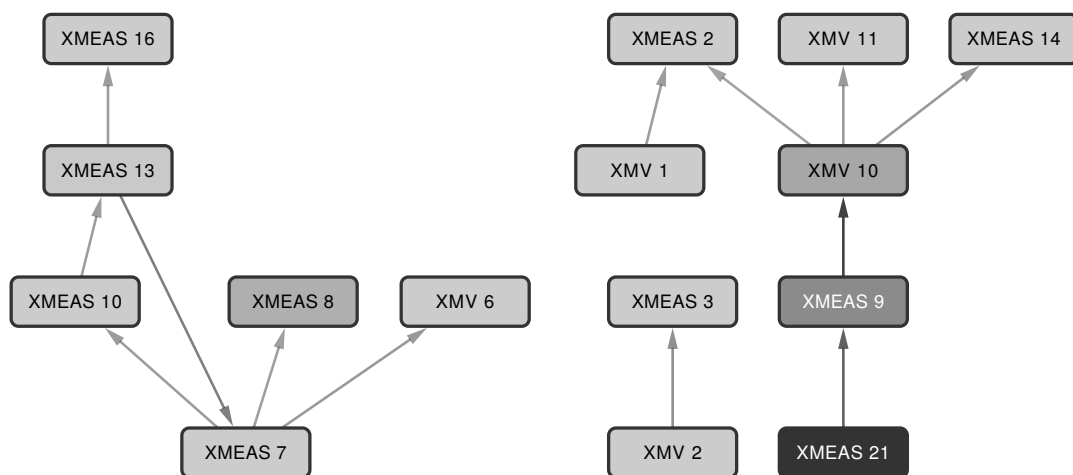 XMEAS 16
XMEAS 2
XMV 11
XMEAS 14
XMEAS 13
XMV 1
XMV 10
XMEAS 10
XMEAS 8
XMV 6
XMEAS 3
XMEAS 9
XMEAS 7
XMV 2
XMEAS 21